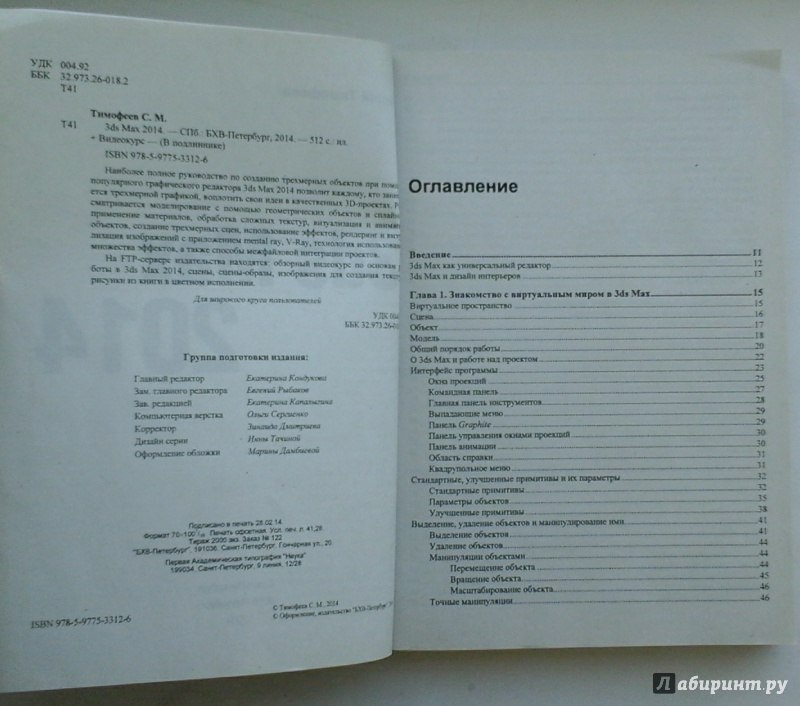 УДК 004.92
ББК 32.973.26-018.2
Т41
Тимофеев С. М.
Т41 3ds Max 2014. — СПб.: БХВ-Петербург, 2014. — 512 с.: ил.
+ Видеокурс — (В подлиннике)
ISBN 978-5-9775-3312-6
Наиболее полное руководство по созданию трехмерных объектов при
популярного графического редактора 3ds Max 2014 позволит каждому, кто
ется трехмерной графикой, воплотить свои идеи в качественных 3D-проектах.
сматривается моделирование с помощью геометрических объектов и
применение материалов, обработка сложных текстур, визуализация и
объектов, создание трехмерных сцен, использование эффектов, рендеринг и
лизация изображений с приложением mental ray, V-Ray, технология
множества эффектов, а также способы межфайловой интеграции проектов.
На FTP-сервере издательства находятся: обзорный видеокурс по основам
боты в 3ds Max 2014, сцены, сцены-образы, изображения для создания
рисунки из книги в цветном исполнении.
Для широкого круга пользователей
УДК 004
ББК 32.973.26-01
Группа подготовки издания:
Главный редактор Екатерина Кондукова
Зам. главного редактора Евгений Рыбаков
Зав. редакцией Екатерина Капалыгина
Компьютерная верстка Ольги Сергиенко
Корректор Зинаида Дмитриева
Дизайн серии Инны Тачиной
Оформление обложки Марины Дамбиевой
Подписано в печать 28.02.14.
Формат 70×100 1/16. Печать офсетная. Усл. печ. л. 41,28.
Тираж 2000 экз. Заказ № 122
"БХВ-Петербург", 191036, Санкт-Петербург, Гончарная ул., 20.
Первая Академическая типография "Наука"
199034, Санкт-Петербург, 9 линия, 12/28
© Тимофеев С. М., 2014
© Оформление, издательство "БХВ-Петербург",
ISBN 978-5-9775-3312-6
Оглавление
Введение 11
3ds Max как универсальный редактор 12
3ds Max и дизайн интерьеров 13
Глава 1. Знакомство с виртуальным миром в 3ds Max 15
Виртуальное пространство 15
Сцена 16
Объект 17
Модель 18
Общий порядок работы 20
О 3ds Max и работе над проектом 22
Интерфейс программы 23
Окна проекций 25
Командная панель 27
Главная панель инструментов 28
Выпадающие меню 29
Панель Graphite 29
Панель управления окнами проекций 30
Панель анимации 30
Область справки 31
Квадрупольное меню 31
Стандартные, улучшенные примитивы и их параметры 32
Стандартные примитивы 32
Параметры объектов 35
Улучшенные примитивы 38
Выделение, удаление объектов и манипулирование ими 41
Выделение объектов 41
Удаление объектов 44
Манипуляции объектами 44
Перемещение объекта 44
Вращение объекта 45
Масштабирование объекта 46
Точные манипуляции 46
Лабиринт.ру